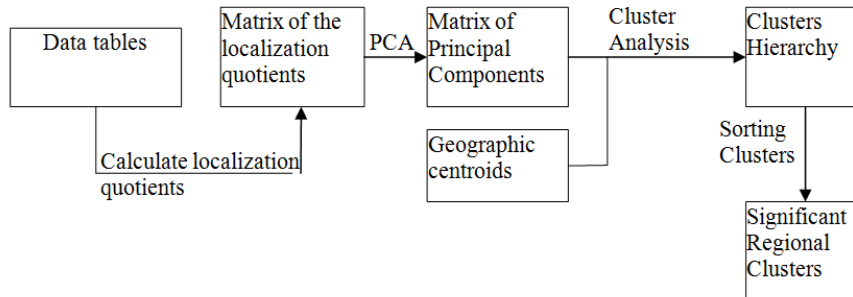 Data tables
Calculate localization
quotients
Matrix of the
localization
quotients
PCA
Matrix of
Principal
Components
Geographic
centroids
Cluster
Analysis
Clusters
Hierarchy
Sorting
Clusters
Significant
Regional
Clusters